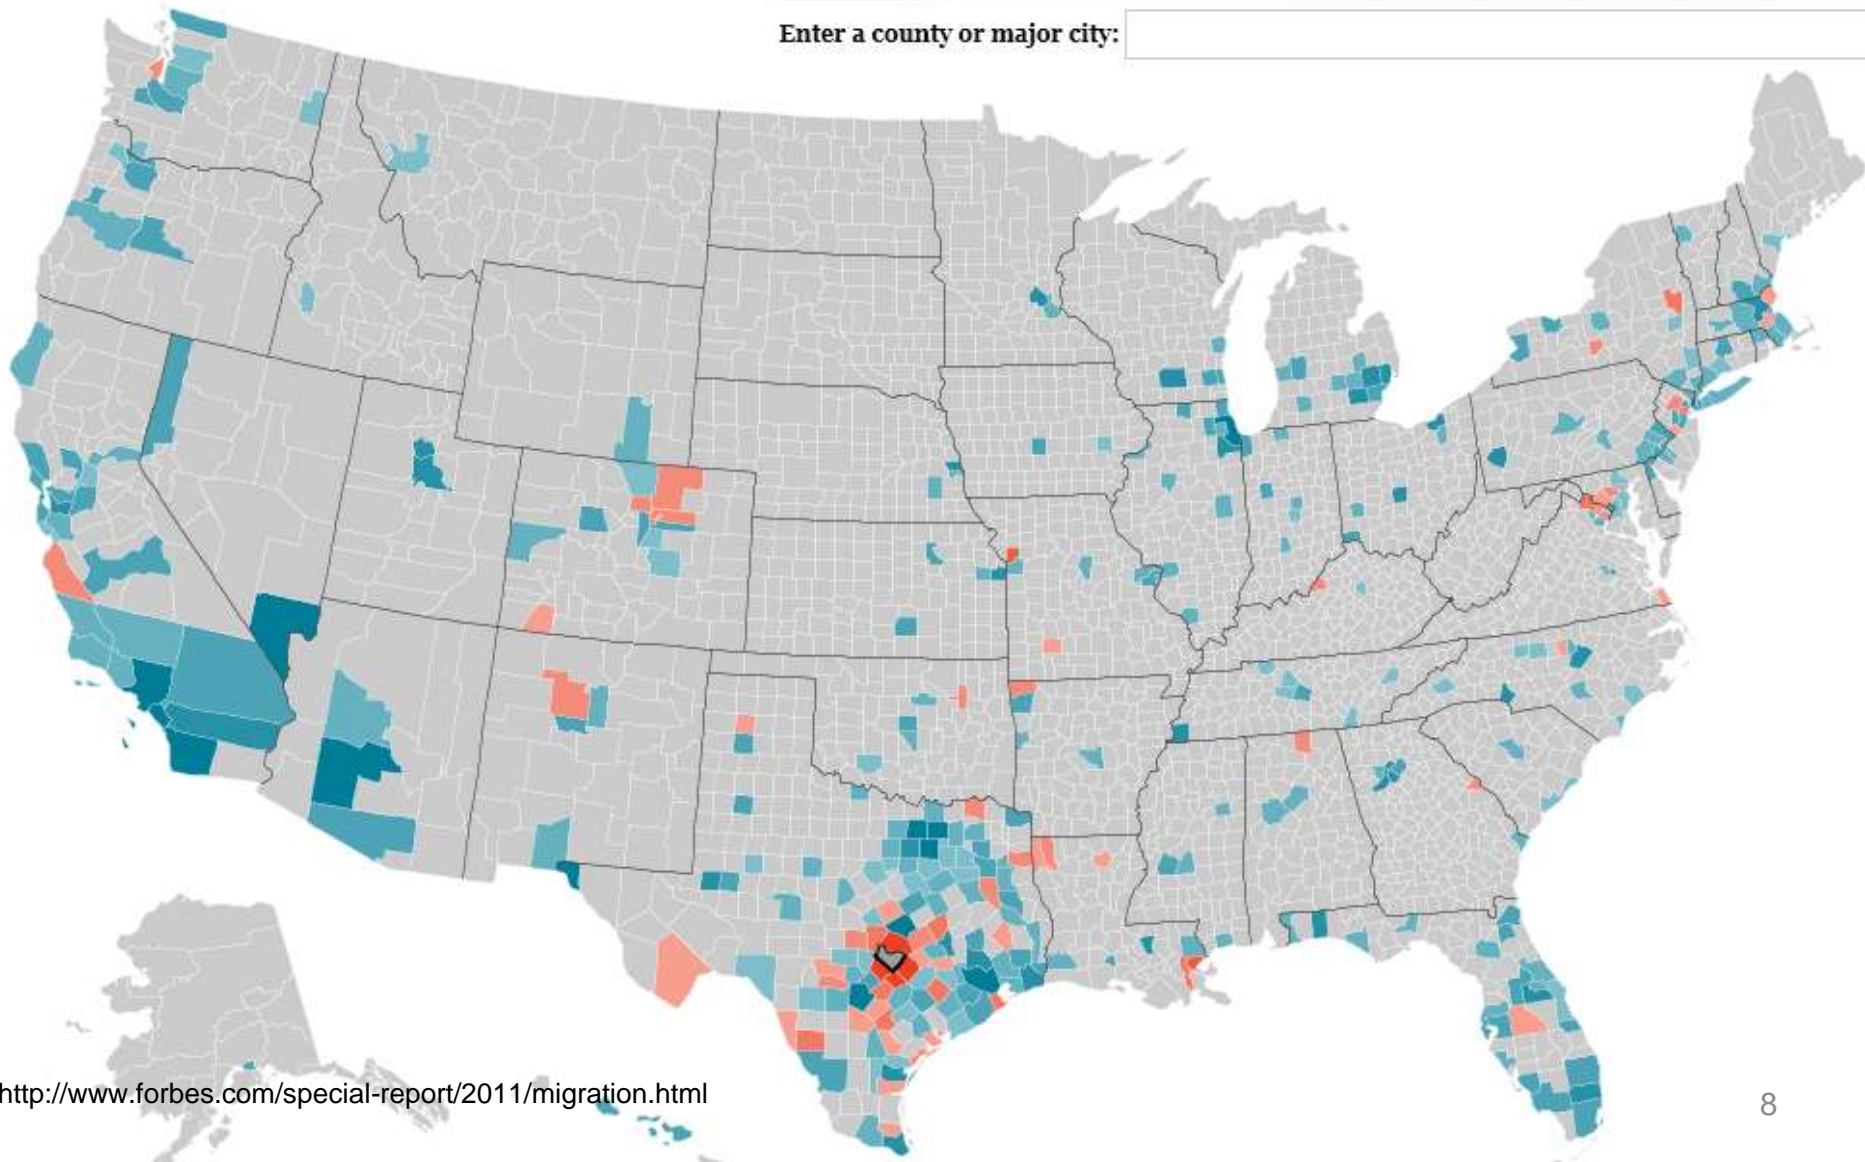 Enter a county or major city:
http://www.forbes.com/special-report/2011/migration.html
8